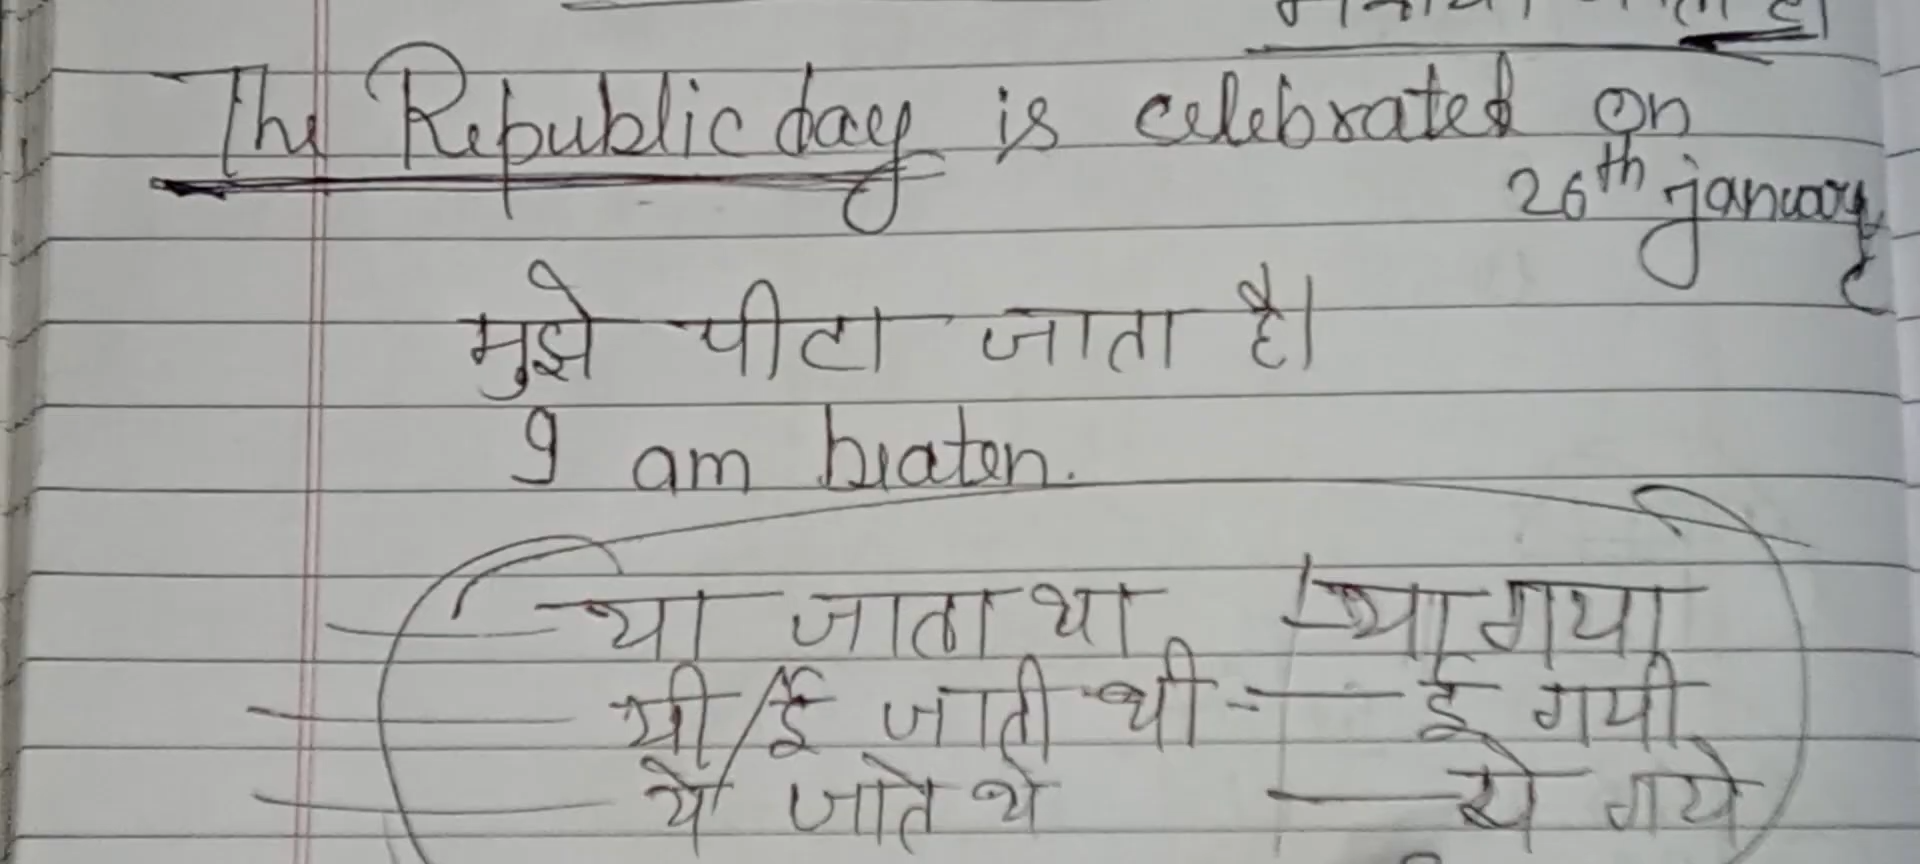 The Republic day is celebrated on
26th january
मुझे पीटा जाता है।
I am beaten.
— या जाता था — या गया
— यी/ई जाती थी - — ई गयी
— ये जाते थे — ये गये